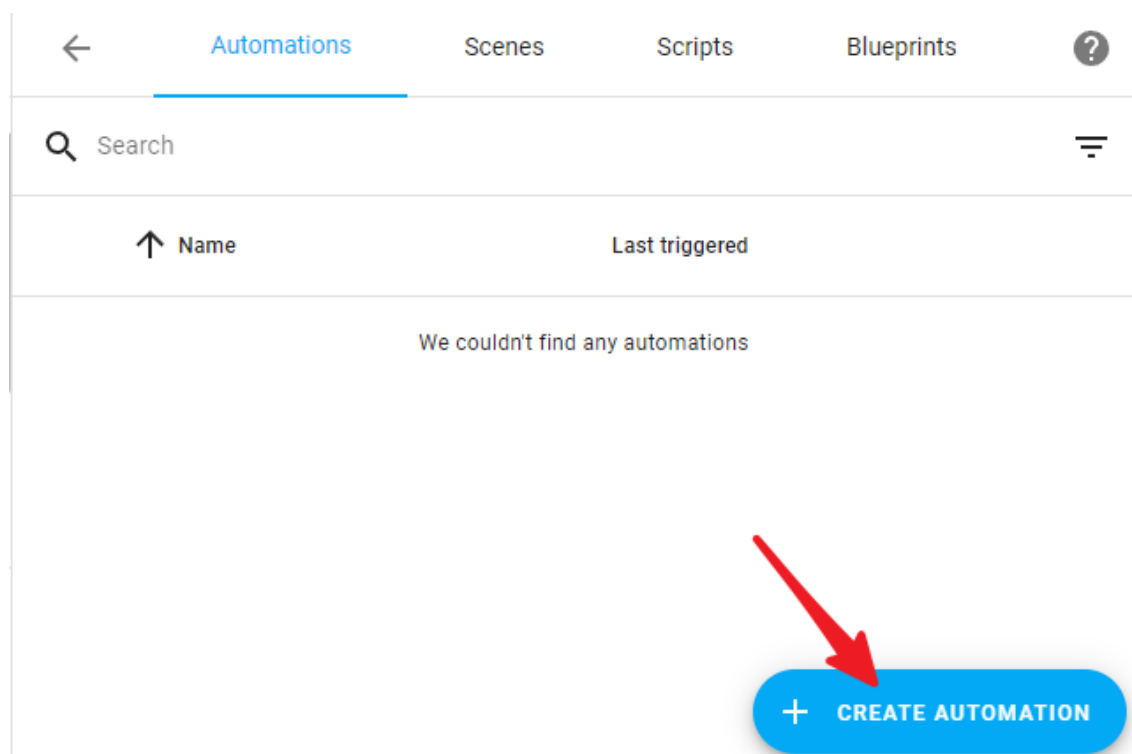 Automations Scenes Scripts Blueprints
Search
Name Last triggered
We couldn't find any automations
CREATE AUTOMATION